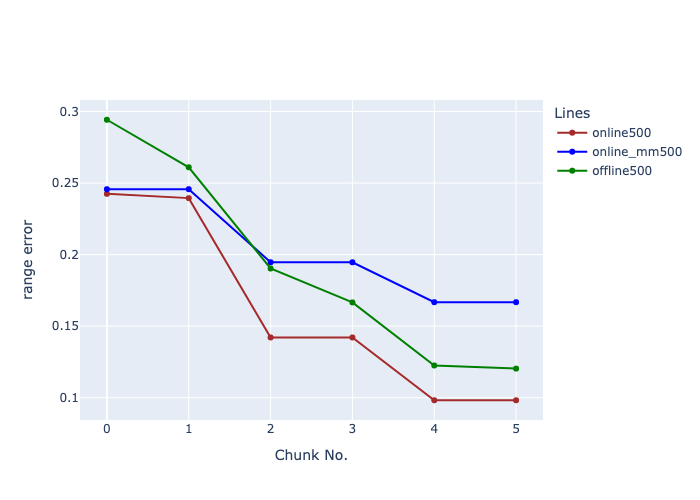 0.3
0.25
0.2
0.15
0.1
range error
0 1 2 3 4 5
Chunk No.
Lines
online500
online_mm500
offline500